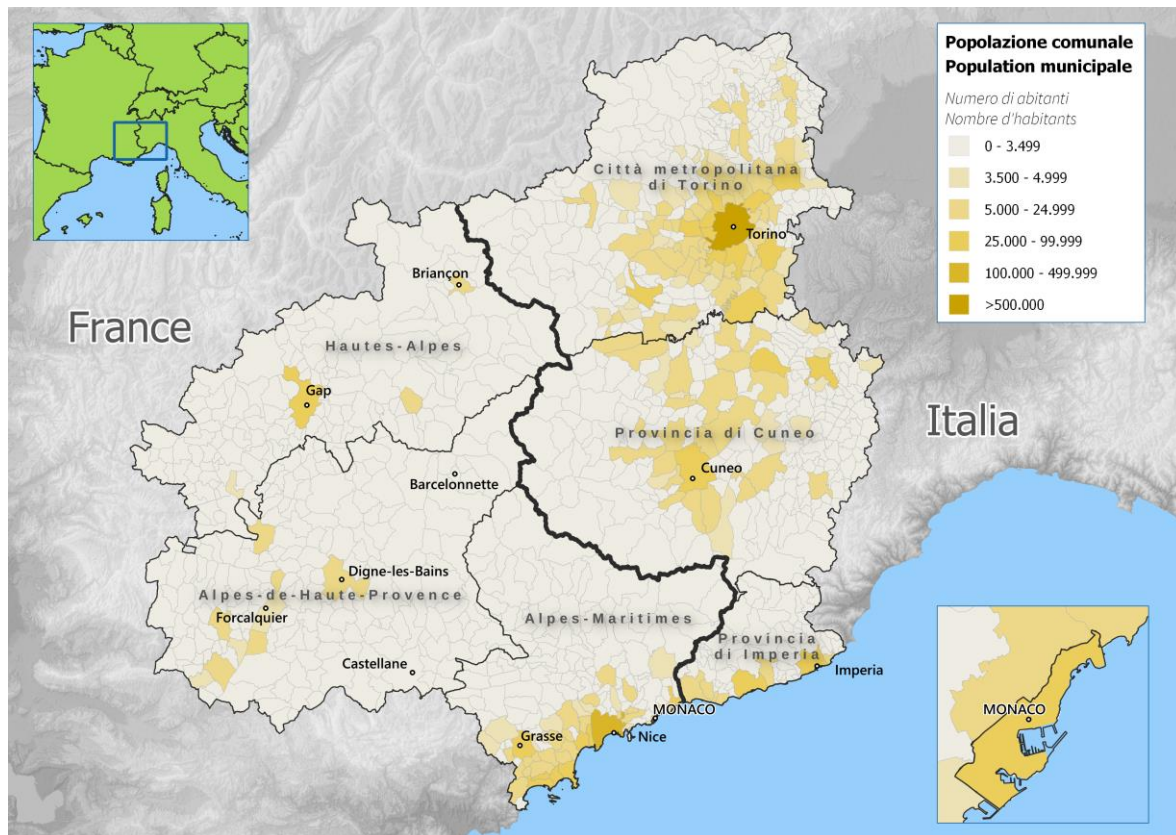 Popolazione comunale
Population municipale
Numero di abitanti
Nombre d'habitants
0 - 3.499
3.500 - 4.999
5.000 - 24.999
25.000 - 99.999
100.000 - 499.999
>500.000
Città metropolitana
di Torino
Torino
Briançon
France
Hautes-Alpes
Gap
Italia
Provincia di Cuneo
Cuneo
Barcelonnette
Digne-les-Bains
Alpes-de-Haute-Provence
Forcalquier
Alpes-Maritimes
Provincia
di Imperia
Castellane
Imperia
MONACO
Grasse
Nice
MONACO